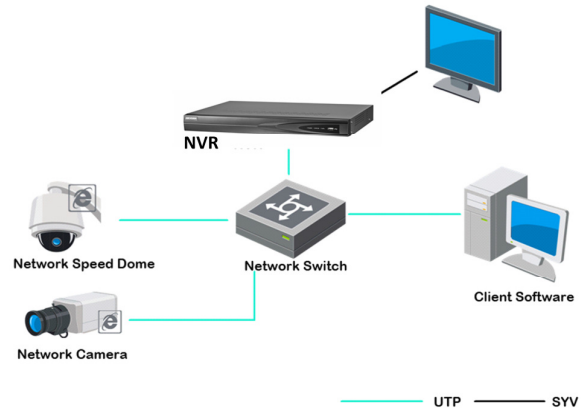 NVR
Network Speed Dome
Network Switch
Client Software
Network Camera
UTP
SYV